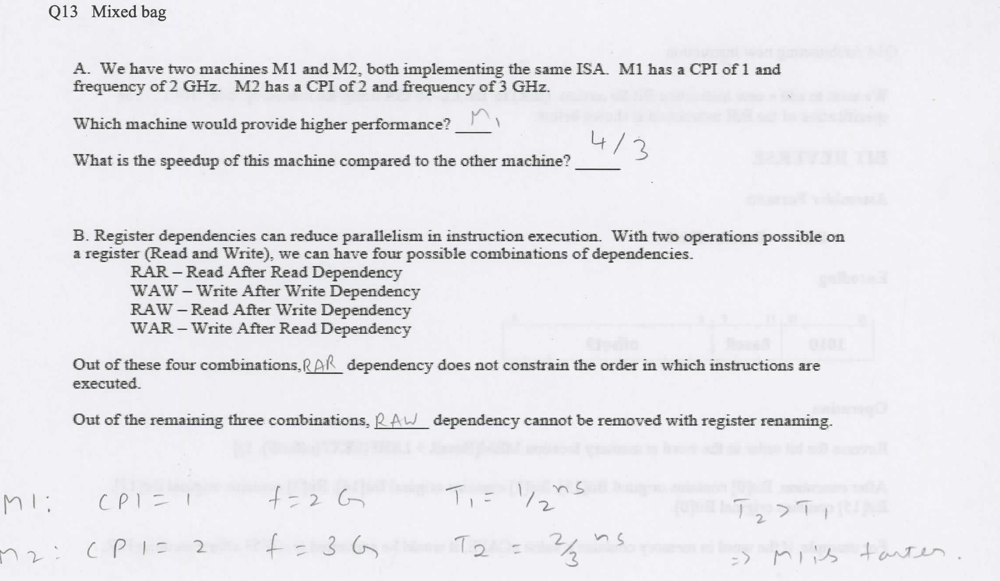 Q13 Mixed bag
A. We have two machines M1 and M2, both implementing the same ISA. M1 has a CPI of 1 and
frequency of 2 GHz. M2 has a CPI of 2 and frequency of 3 GHz.
Which machine would provide higher performance? M1
What is the speedup of this machine compared to the other machine? 4/3
B. Register dependencies can reduce parallelism in instruction execution. With two operations possible on
a register (Read and Write), we can have four possible combinations of dependencies.
RAR – Read After Read Dependency
WAW – Write After Write Dependency
RAW – Read After Write Dependency
WAR – Write After Read Dependency
Out of these four combinations, RAR dependency does not constrain the order in which instructions are
executed.
Out of the remaining three combinations, RAW dependency cannot be removed with register renaming.
M1: CPI = 1 f = 2 G T1 = 1/2 ns T2 > T1
M2: CPI = 2 f = 3 G T2 = 2/3 ns => M1 is faster.